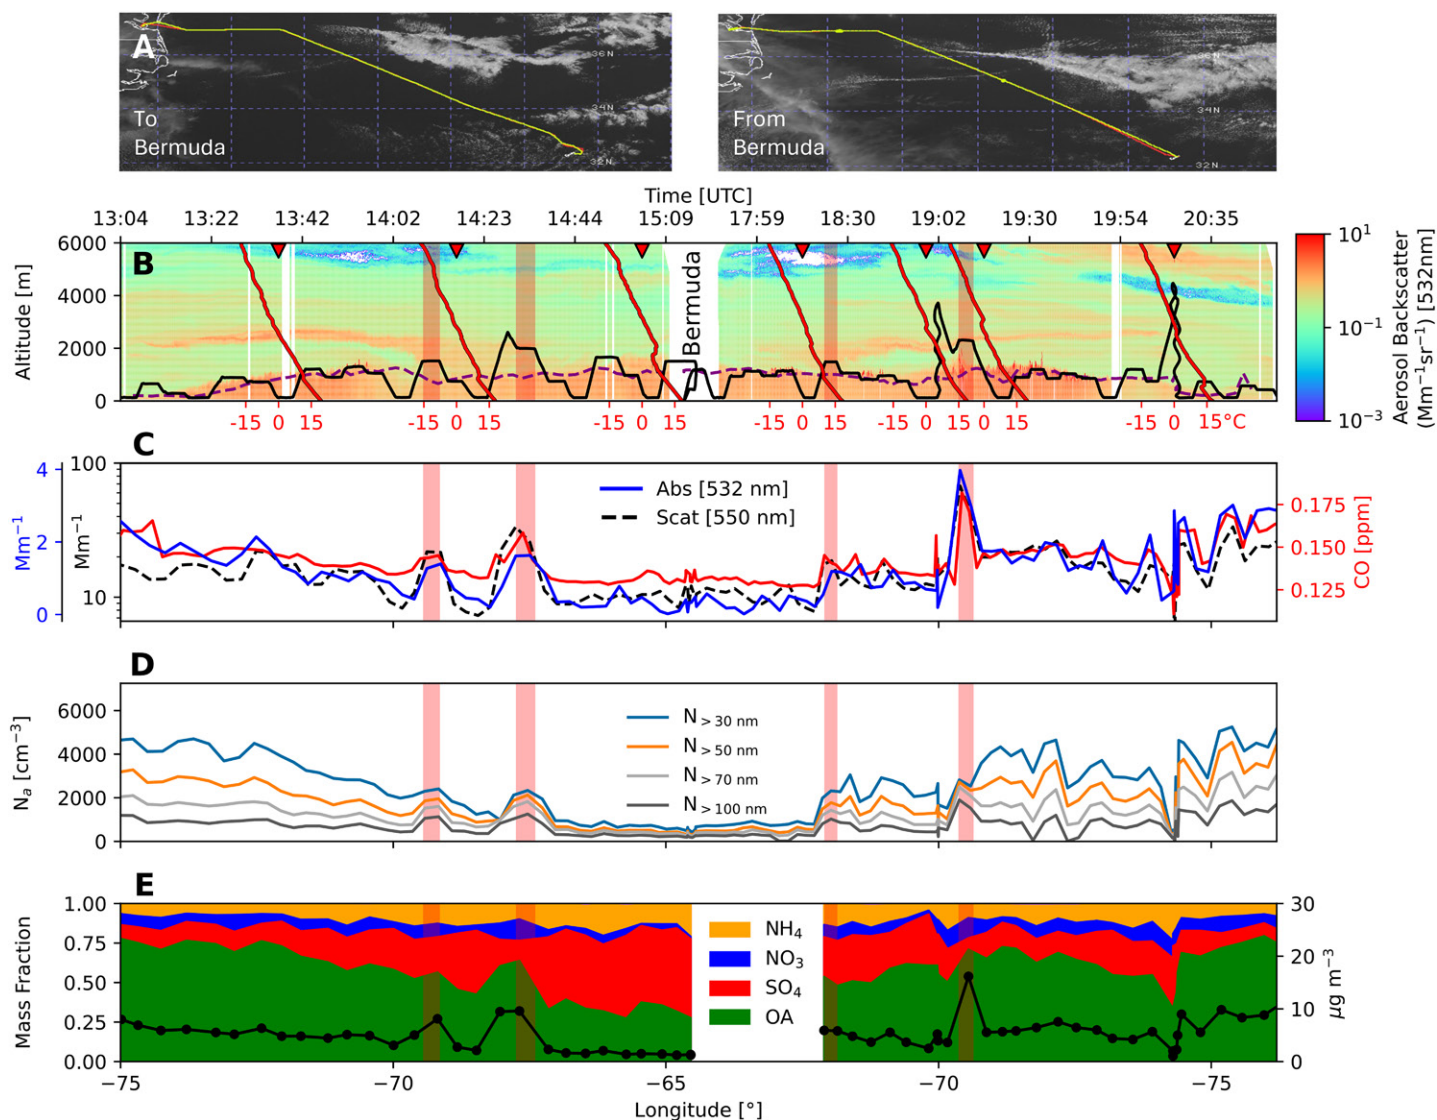 A
To
Bermuda
36N
34N
32N
From
Bermuda
34N
32N
Time [UTC]
13:04 13:22 13:42 14:02 14:23 14:44 15:09 17:59 18:30 19:02 19:30 19:54 20:35
B
Altitude [m]
6000
4000
2000
0
Bermuda
-15 0 15 -15 0 15 -15 0 15 -15 0 15 -15 0 15 0 15 -15 0 15°C
10¹
10⁻¹
10⁻³
Aerosol Backscatter
(Mm⁻¹sr⁻¹) [532nm]
C
4
2
0
Mm⁻¹
100
10
Mm⁻¹
Abs [532 nm]
Scat [550 nm]
0.175
0.150
0.125
CO [ppm]
D
Nₐ [cm⁻³]
6000
4000
2000
0
N> 30 nm
N> 50 nm
N> 70 nm
N> 100 nm
E
Mass Fraction
1.00
0.75
0.50
0.25
0.00
NH₄
NO₃
SO₄
OA
30
20
10
0
μg m⁻³
−75 −70 −65 −70 −75
Longitude [°]